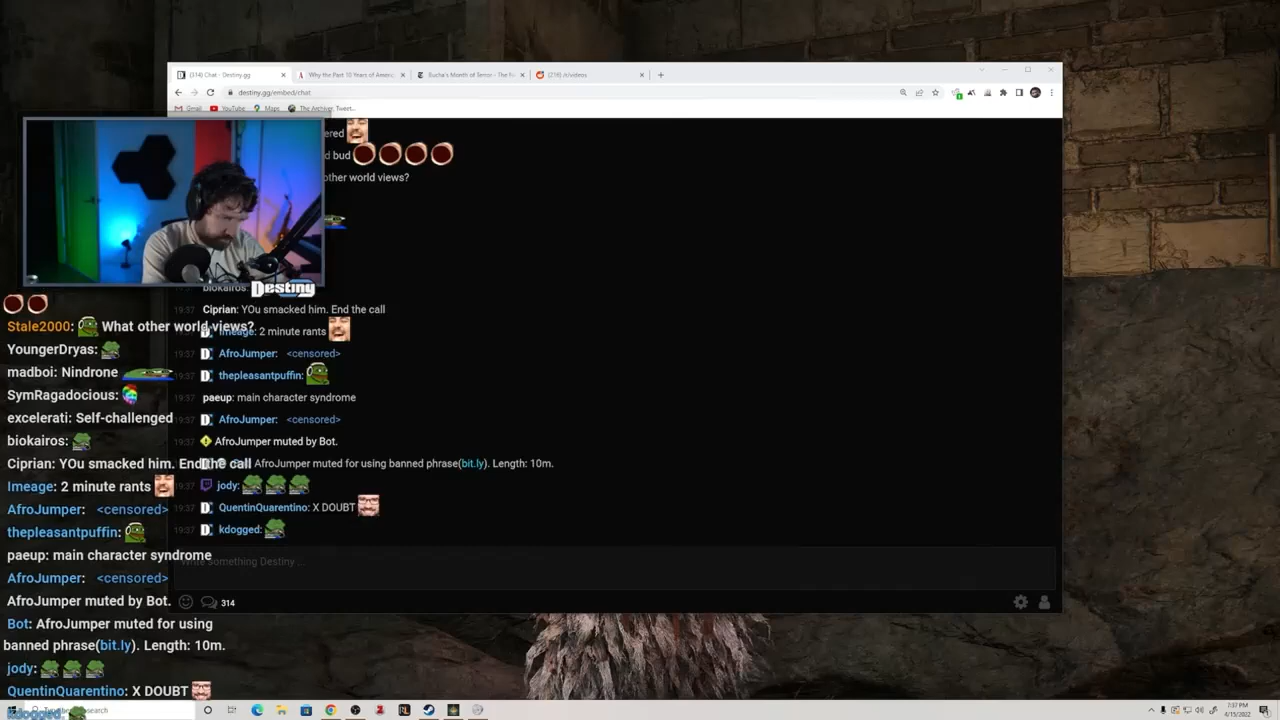 (314) Chat - Destiny.gg
Why the Past 10 Years of Americ
Bucha's Month of Terror - The Ne
(216) /r/videos
destiny.gg/embed/chat
Gmail
YouTube
Maps
The Archiver, Tweet...
ered
d bud
other world views?
biokairos:
Destiny
19:37 Ciprian: YOu smacked him. End the call
19:37 Imeage: 2 minute rants
19:37 AfroJumper: <censored>
19:37 thepleasantpuffin:
19:37 paeup: main character syndrome
19:37 AfroJumper: <censored>
19:37 AfroJumper muted by Bot.
19:37 AfroJumper muted for using banned phrase(bit.ly). Length: 10m.
19:37 jody:
19:37 QuentinQuarentino: X DOUBT
19:37 kdogged:
Write something Destiny ...
314
Stale2000: What other world views?
YoungerDryas:
madboi: Nindrone
SymRagadocious:
excelerati: Self-challenged
biokairos:
Ciprian: YOu smacked him. End the call
Imeage: 2 minute rants
AfroJumper: <censored>
thepleasantpuffin:
paeup: main character syndrome
AfroJumper: <censored>
AfroJumper muted by Bot.
Bot: AfroJumper muted for using
banned phrase(bit.ly). Length: 10m.
jody:
QuentinQuarentino: X DOUBT
kdogged:
search
7:37 PM
4/15/2022